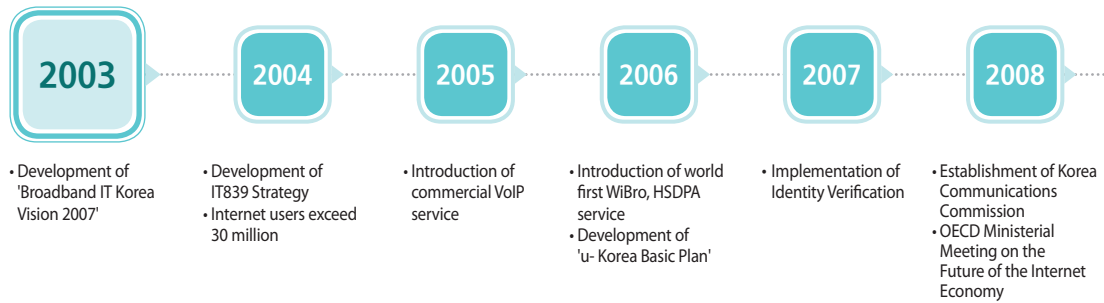 2003
2004
2005
2006
2007
2008
• Development of
'Broadband IT Korea
Vision 2007'
• Development of
IT839 Strategy
• Internet users exceed
30 million
• Introduction of
commercial VoIP
service
• Introduction of world
first WiBro, HSDPA
service
• Development of
'u- Korea Basic Plan'
• Implementation of
Identity Verification
• Establishment of Korea
Communications
Commission
• OECD Ministerial
Meeting on the
Future of the Internet
Economy